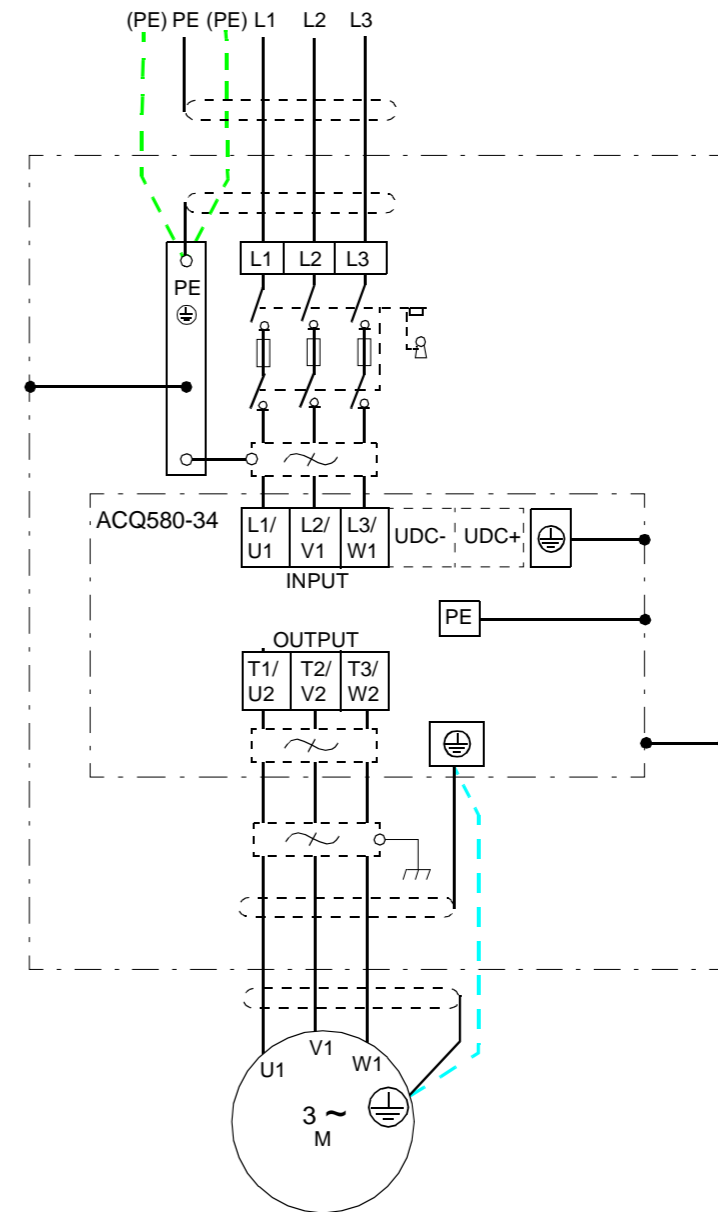 (PE) PE (PE) L1 L2 L3
L1 L2 L3
PE
ACQ580-34
L1/ L2/ L3/
U1 V1 W1
UDC- UDC+
INPUT
PE
OUTPUT
T1/ T2/ T3/
U2 V2 W2
U1 V1 W1
3 ~
M